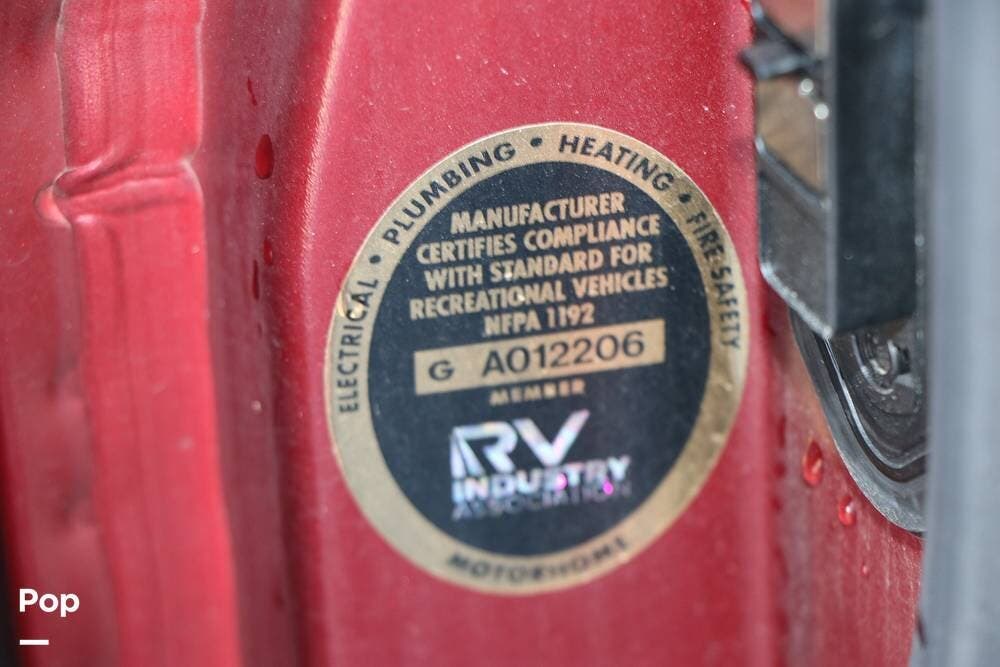 ELECTRICAL • PLUMBING • HEATING • FIRE SAFETY
MANUFACTURER
CERTIFIES COMPLIANCE
WITH STANDARD FOR
RECREATIONAL VEHICLES
NFPA 1192
G A012206
MEMBER
RV
INDUSTRY
ASSOCIATION
MOTORHOME
Pop